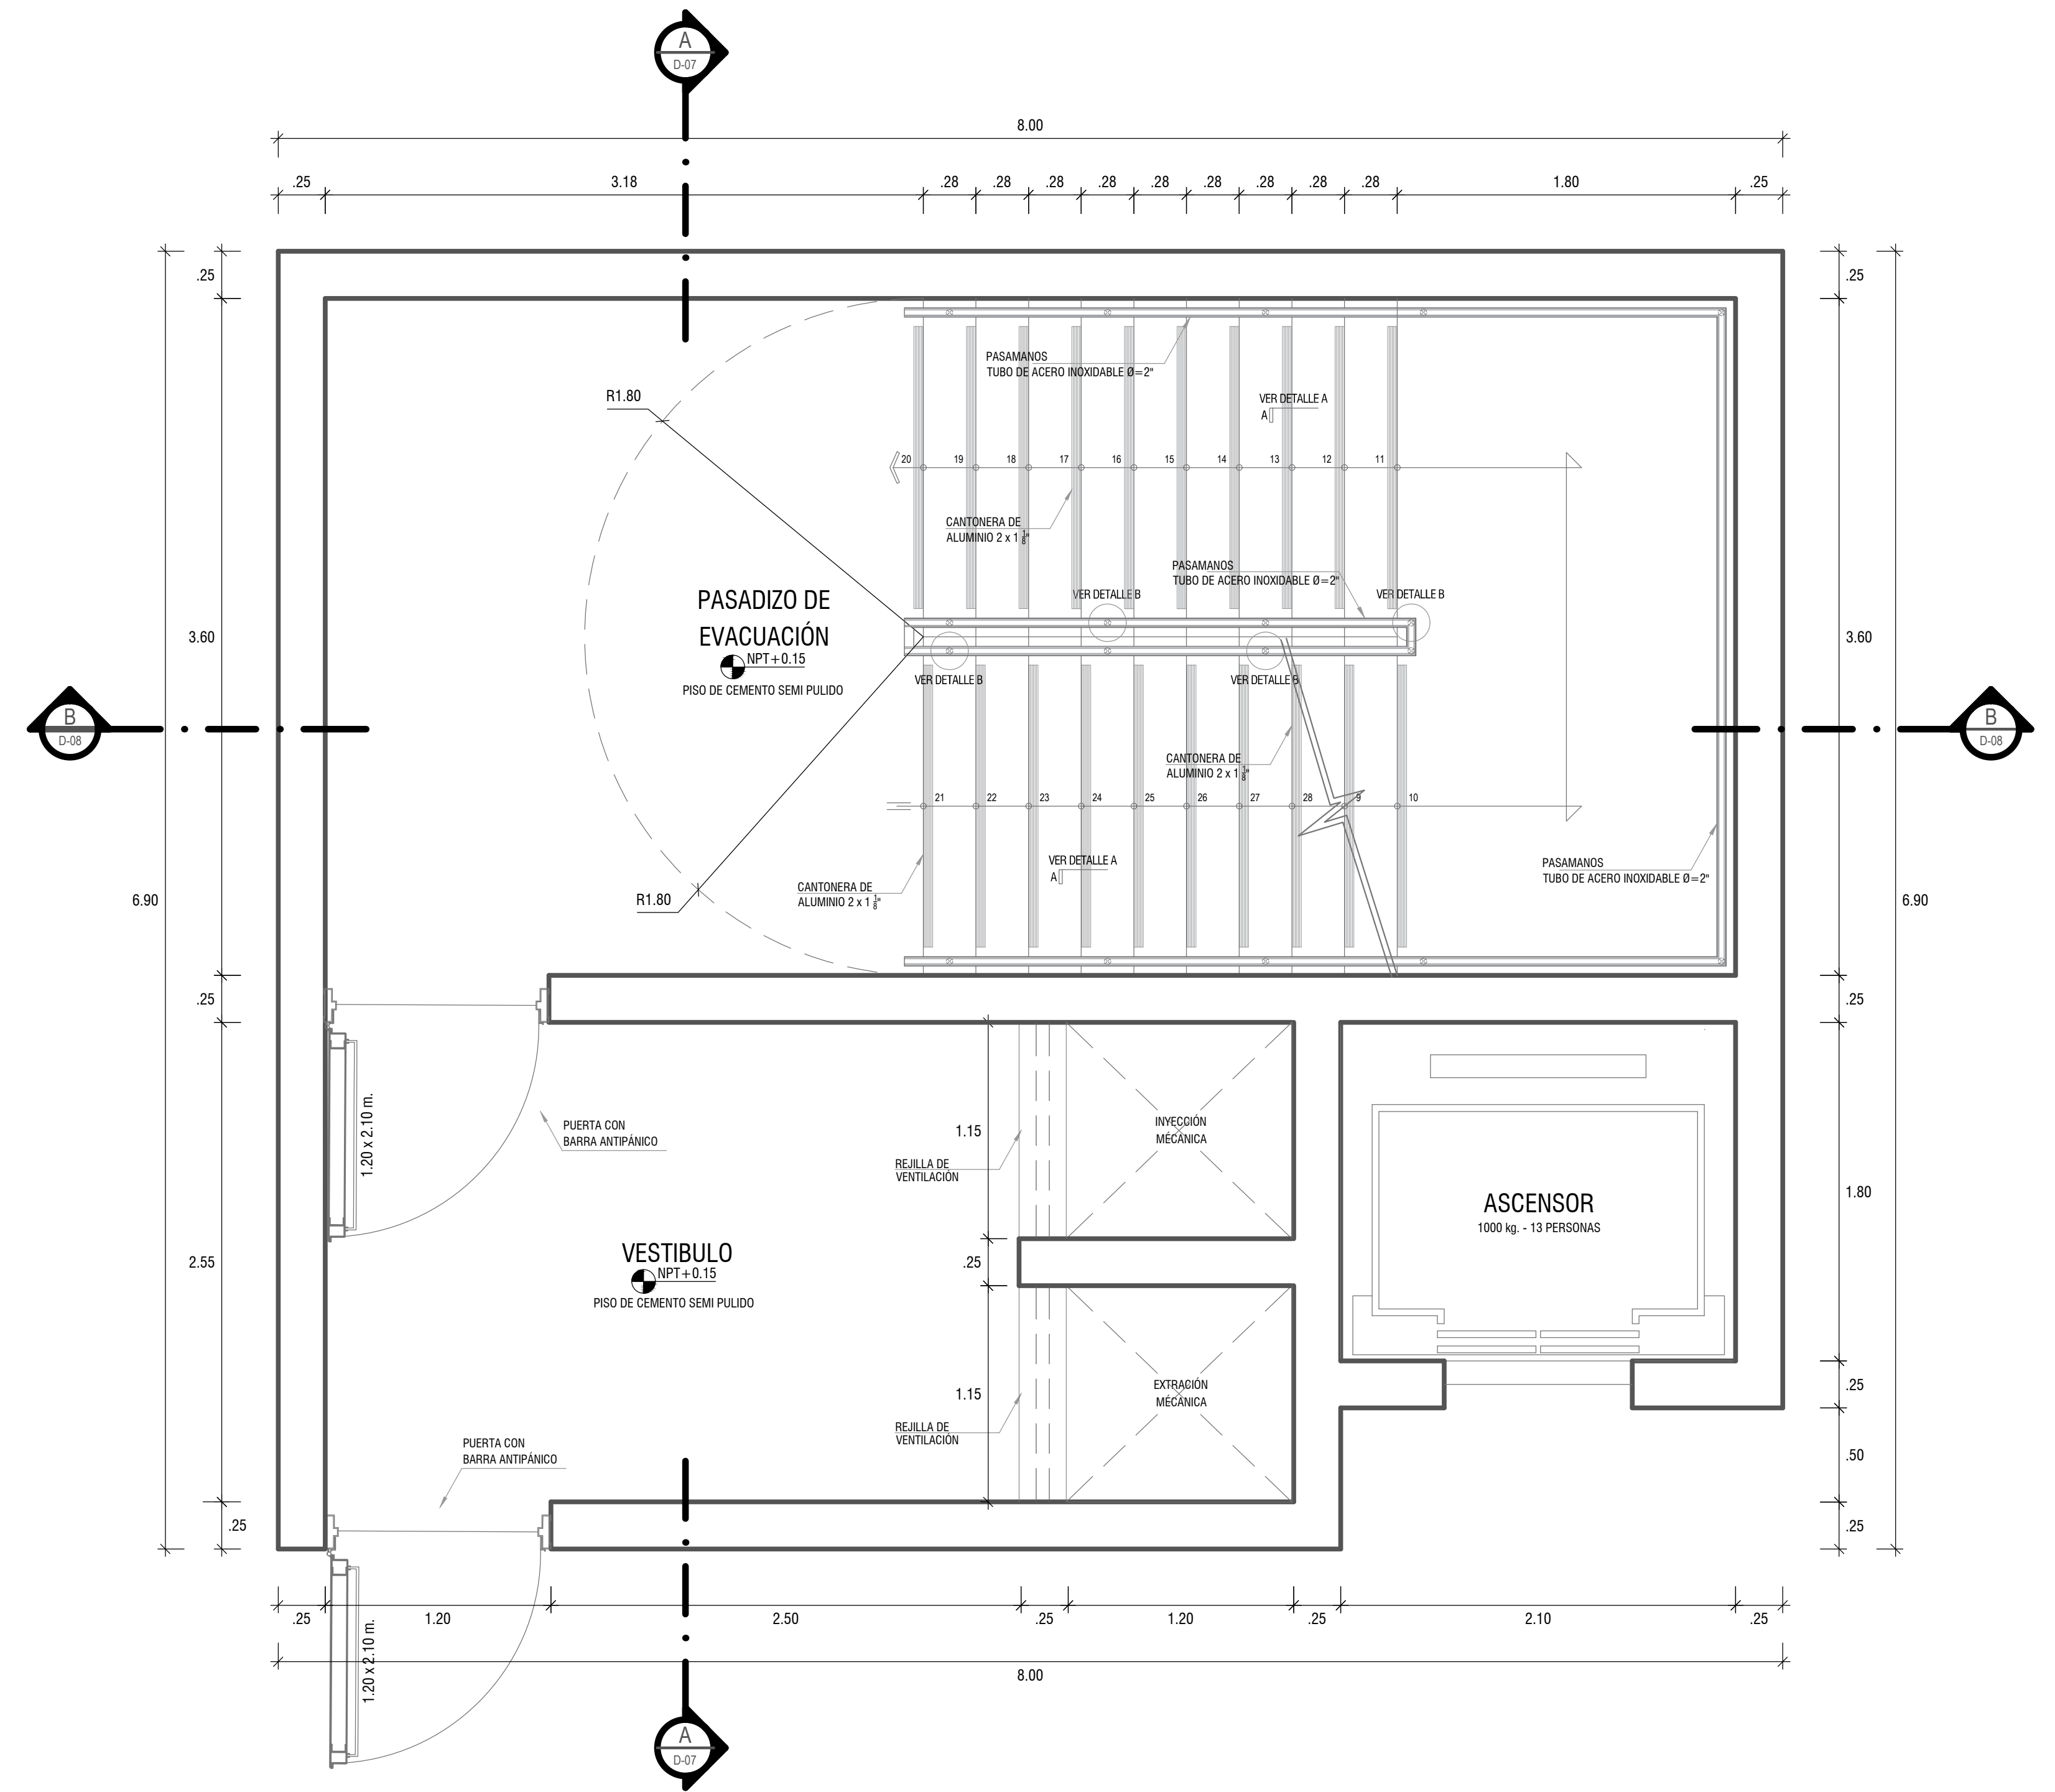 A
D-07
8.00
.25
3.18
.28
.28
.28
.28
.28
.28
.28
.28
.28
1.80
.25
.25
.25
PASAMANOS
TUBO DE ACERO INOXIDABLE Ø=2"
R1.80
VER DETALLE A
A
20
19
18
17
16
15
14
13
12
11
CANTONERA DE
ALUMINIO 2 x 1 1/8"
PASAMANOS
TUBO DE ACERO INOXIDABLE Ø=2"
VER DETALLE B
VER DETALLE B
PASADIZO DE
EVACUACIÓN
NPT+0.15
PISO DE CEMENTO SEMI PULIDO
3.60
3.60
VER DETALLE B
VER DETALLE B
B
D-08
B
D-08
CANTONERA DE
ALUMINIO 2 x 1 1/8"
21
22
23
24
25
26
27
28
9
10
VER DETALLE A
A
PASAMANOS
TUBO DE ACERO INOXIDABLE Ø=2"
CANTONERA DE
ALUMINIO 2 x 1 1/8"
R1.80
6.90
6.90
.25
.25
1.20 x 2.10 m.
PUERTA CON
BARRA ANTIPÁNICO
1.15
REJILLA DE
VENTILACIÓN
INYECCIÓN
MECÁNICA
ASCENSOR
1000 kg. - 13 PERSONAS
1.80
2.55
VESTIBULO
NPT+0.15
PISO DE CEMENTO SEMI PULIDO
.25
1.15
REJILLA DE
VENTILACIÓN
EXTRACIÓN
MECÁNICA
.25
.50
PUERTA CON
BARRA ANTIPÁNICO
.25
.25
1.20 x 2.10 m.
.25
1.20
2.50
.25
1.20
.25
2.10
.25
8.00
A
D-07